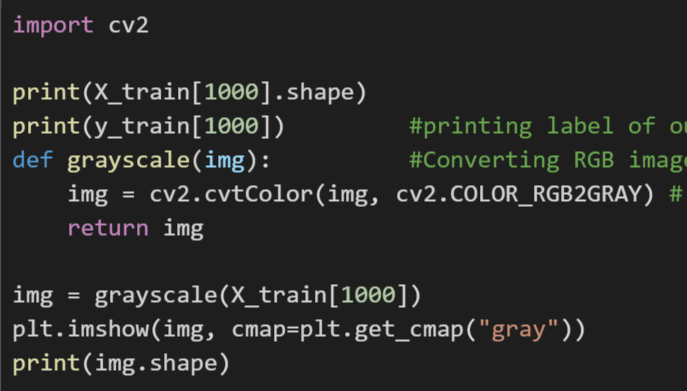 import cv2
print(X_train[1000].shape)
print(y_train[1000]) #printing label of
def grayscale(img): #Converting RGB image
img = cv2.cvtColor(img, cv2.COLOR_RGB2GRAY) #
return img
img = grayscale(X_train[1000])
plt.imshow(img, cmap=plt.get_cmap("gray"))
print(img.shape)